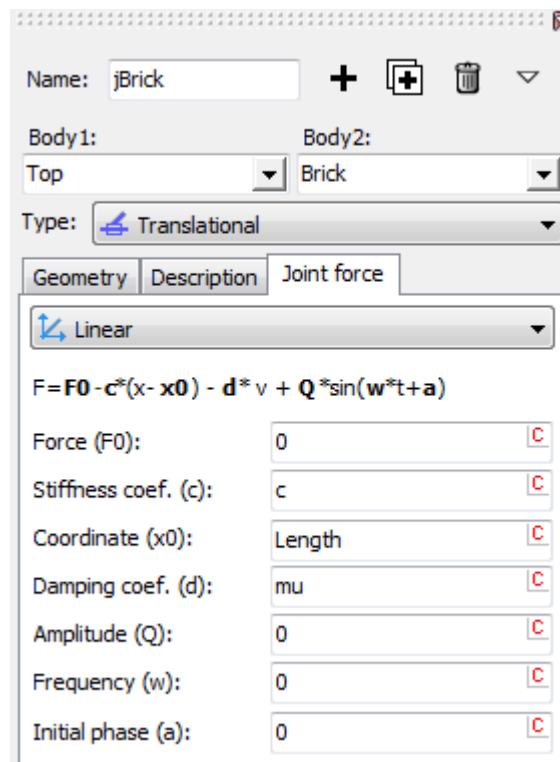 Name: jBrick
Body1: Body2:
Top Brick
Type: Translational
Geometry Description Joint force
Linear
F=F0-c*(x- x0) - d* v + Q*sin(w*t+a)
Force (F0): 0 C
Stiffness coef. (c): c C
Coordinate (x0): Length C
Damping coef. (d): mu C
Amplitude (Q): 0 C
Frequency (w): 0 C
Initial phase (a): 0 C